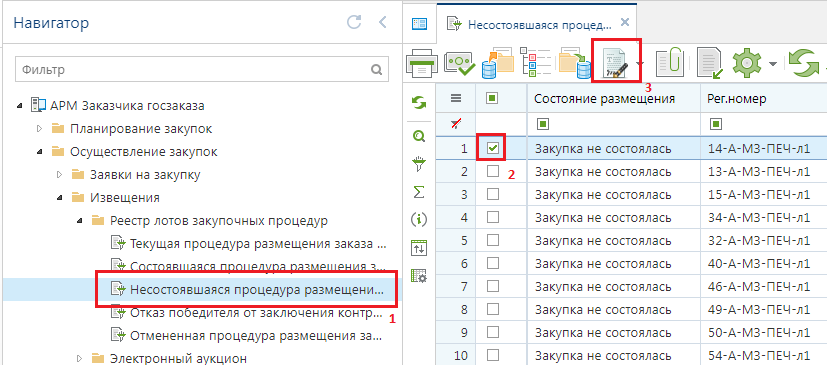 Навигатор
Фильтр
АРМ Заказчика госзаказа
Планирование закупок
Осуществление закупок
Заявки на закупку
Извещения
Реестр лотов закупочных процедур
Текущая процедура размещения заказа ...
Состоявшаяся процедура размещения з...
Несостоявшаяся процедура размещени...
1
Отказ победителя от заключения контр...
Отмененная процедура размещения за...
Электронный аукцион
Несостоявшаяся процед...
3
Состояние размещения Рег.номер
1 Закупка не состоялась 14-А-МЗ-ПЕЧ-л1
2 2 Закупка не состоялась 13-А-МЗ-ПЕЧ-л1
3 Закупка не состоялась 15-А-МЗ-ПЕЧ-л1
4 Закупка не состоялась 34-А-МЗ-ПЕЧ-л1
5 Закупка не состоялась 32-А-МЗ-ПЕЧ-л1
6 Закупка не состоялась 40-А-МЗ-ПЕЧ-л1
7 Закупка не состоялась 46-А-МЗ-ПЕЧ-л1
8 Закупка не состоялась 49-А-МЗ-ПЕЧ-л1
9 Закупка не состоялась 50-А-МЗ-ПЕЧ-л1
10 Закупка не состоялась 54-А-МЗ-ПЕЧ-л1